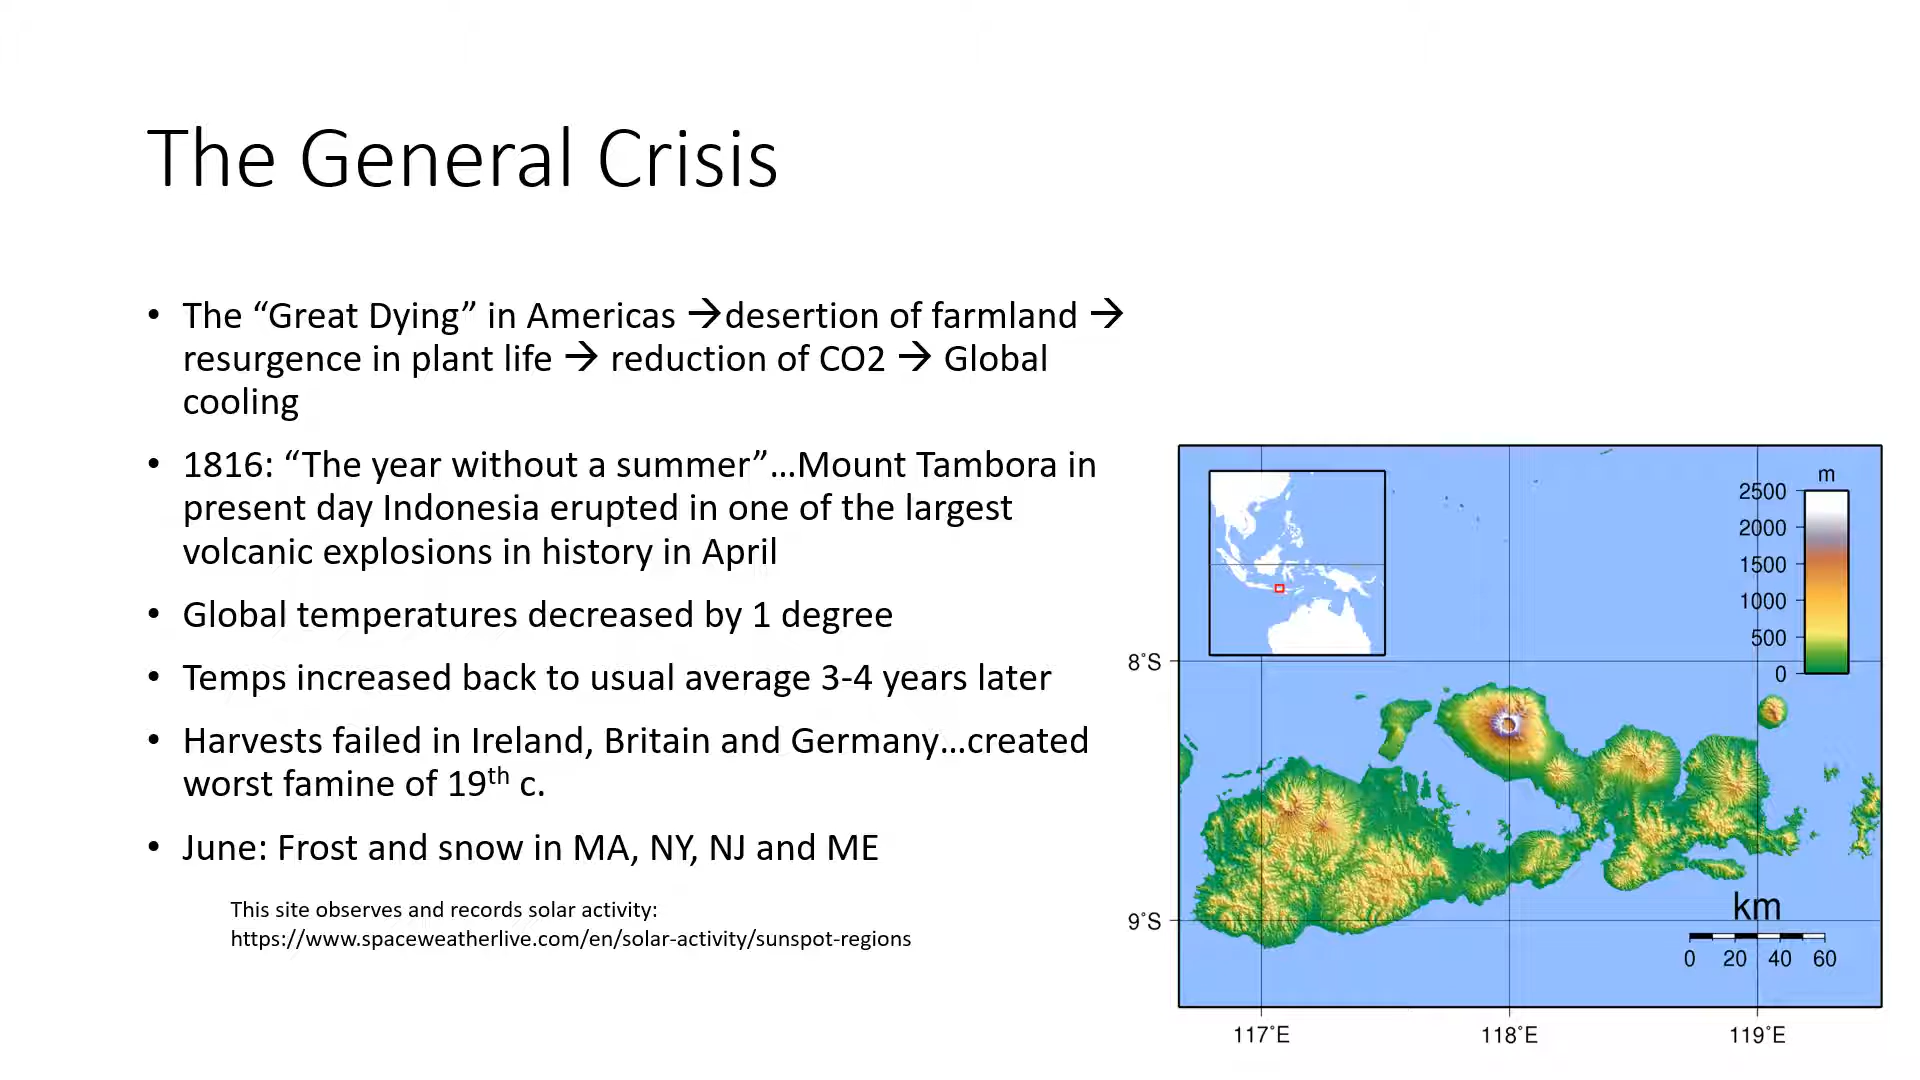 The General Crisis
• The “Great Dying” in Americas →desertion of farmland →
resurgence in plant life → reduction of CO2 → Global
cooling
• 1816: “The year without a summer”…Mount Tambora in
present day Indonesia erupted in one of the largest
volcanic explosions in history in April
• Global temperatures decreased by 1 degree
• Temps increased back to usual average 3-4 years later
• Harvests failed in Ireland, Britain and Germany…created
worst famine of 19th c.
• June: Frost and snow in MA, NY, NJ and ME
This site observes and records solar activity:
https://www.spaceweatherlive.com/en/solar-activity/sunspot-regions
m
2500
2000
1500
1000
500
0
8˚S
9˚S
km
0 20 40 60
117˚E 118˚E 119˚E